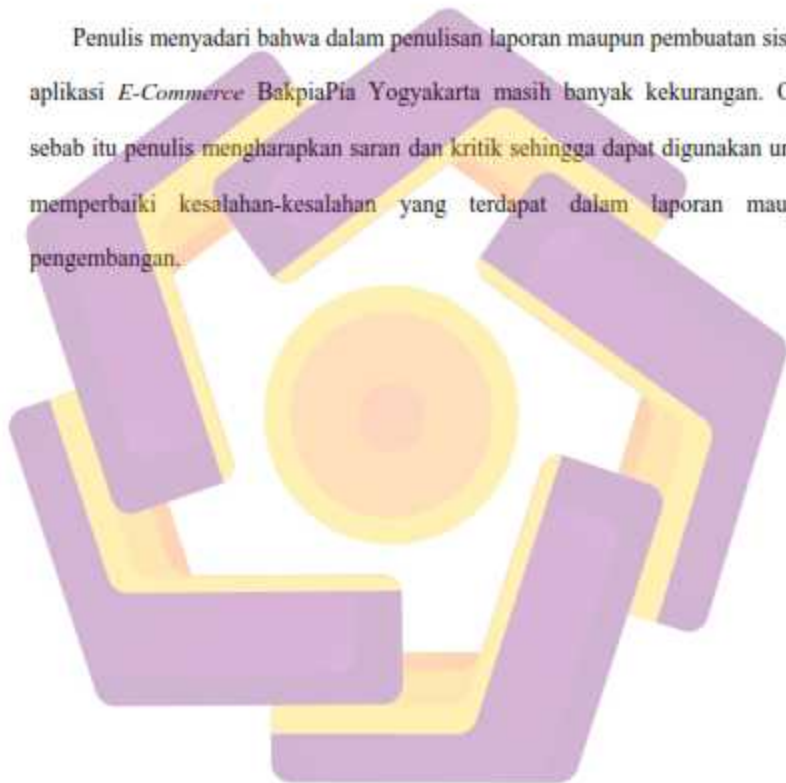 Penulis menyadari bahwa dalam penulisan laporan maupun pembuatan sis
aplikasi E-Commerce BakpiaPia Yogyakarta masih banyak kekurangan. O
sebab itu penulis mengharapkan saran dan kritik sehingga dapat digunakan un
memperbaiki kesalahan-kesalahan yang terdapat dalam laporan mau
pengembangan.